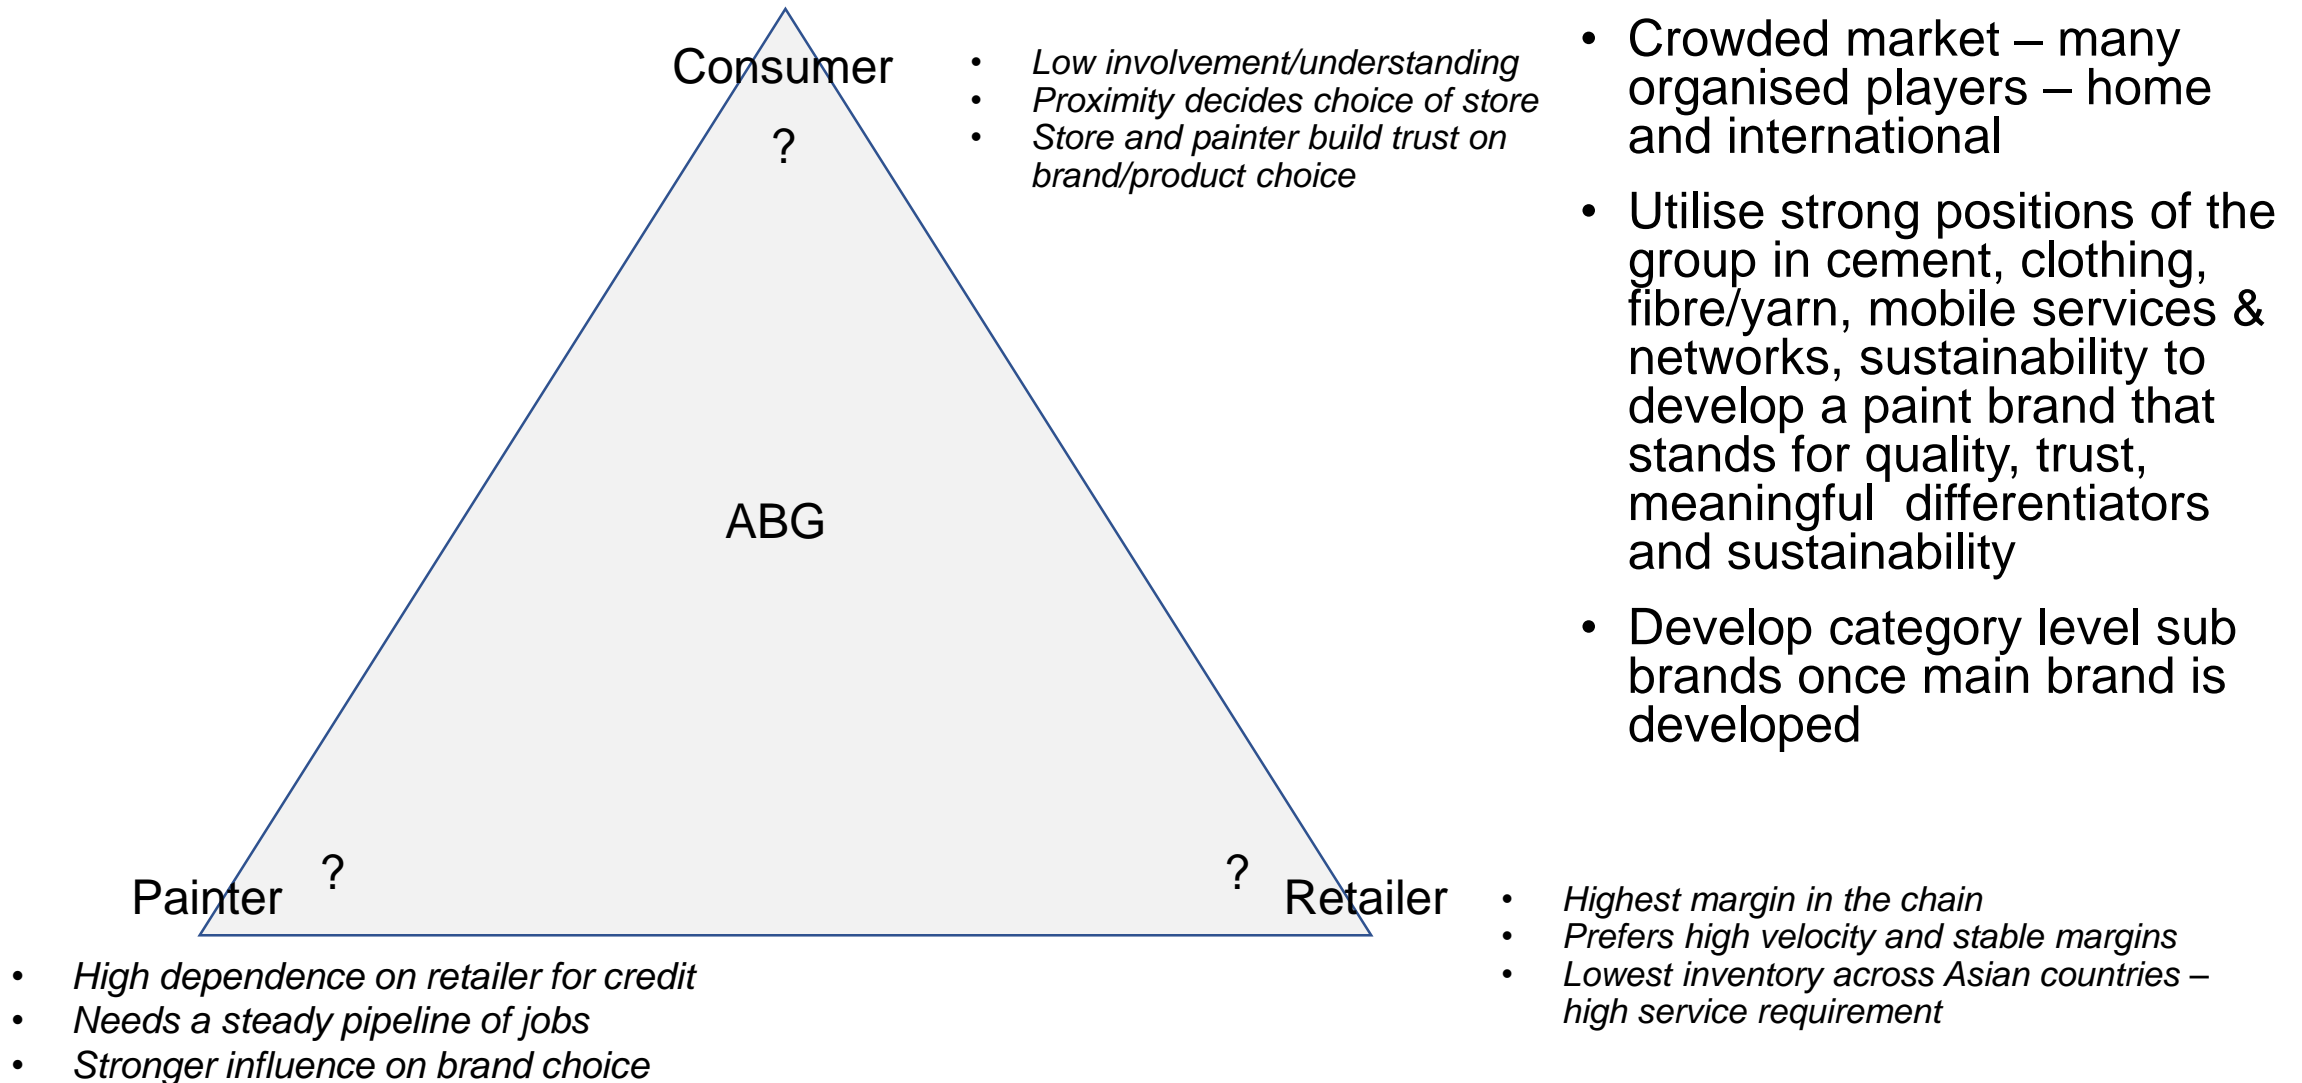 Consumer
?
• Low involvement/understanding
• Proximity decides choice of store
• Store and painter build trust on
brand/product choice
ABG
Painter
?
• High dependence on retailer for credit
• Needs a steady pipeline of jobs
• Stronger influence on brand choice
?
Retailer
• Highest margin in the chain
• Prefers high velocity and stable margins
• Lowest inventory across Asian countries –
high service requirement
• Crowded market – many
organised players – home
and international
• Utilise strong positions of the
group in cement, clothing,
fibre/yarn, mobile services &
networks, sustainability to
develop a paint brand that
stands for quality, trust,
meaningful  differentiators
and sustainability
• Develop category level sub
brands once main brand is
developed